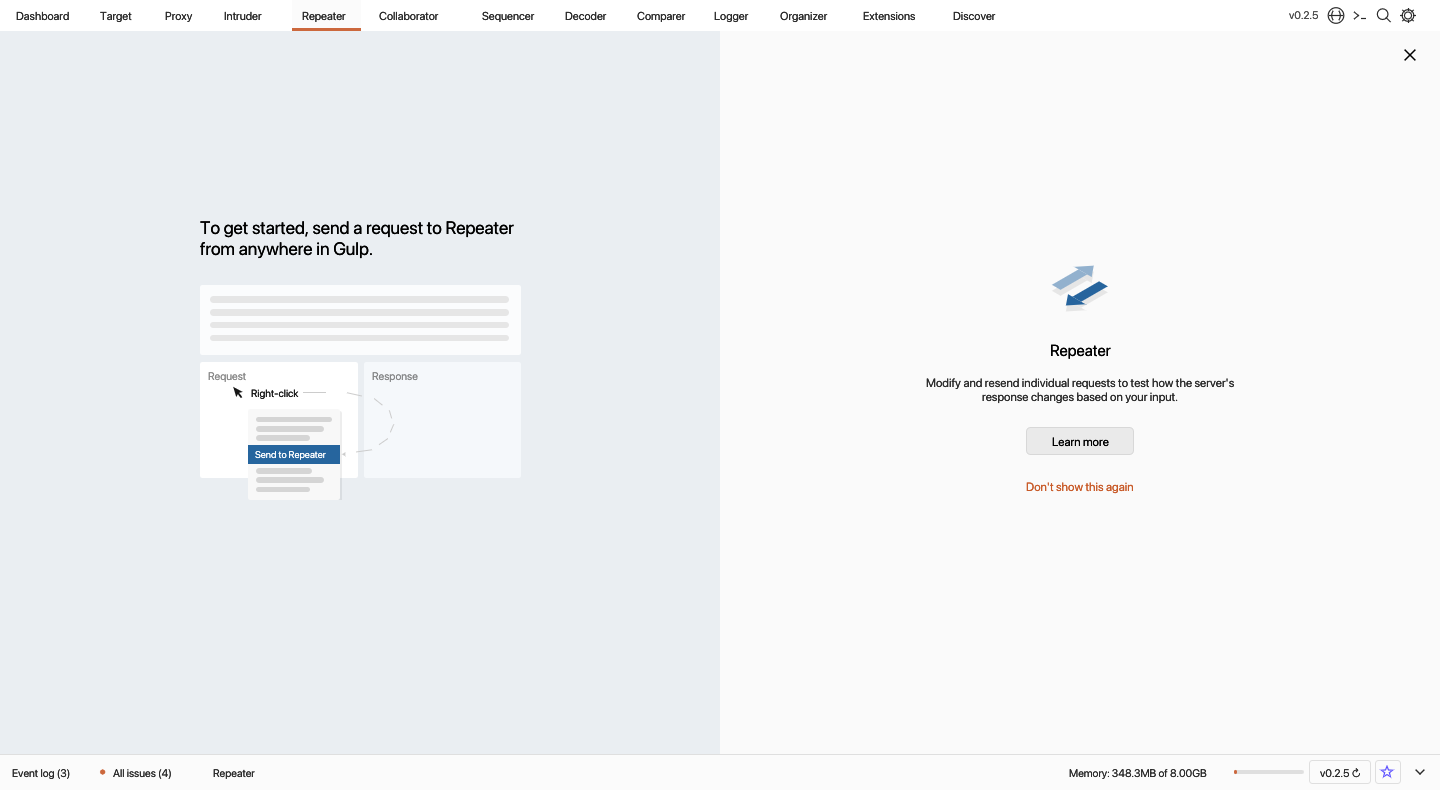 Dashboard Target Proxy Intruder Repeater Collaborator Sequencer Decoder Comparer Logger Organizer Extensions Discover v0.2.5
To get started, send a request to Repeater
from anywhere in Gulp.
Request
Response
Right-click
Send to Repeater
Repeater
Modify and resend individual requests to test how the server's
response changes based on your input.
Learn more
Don't show this again
Event log (3) All issues (4) Repeater Memory: 348.3MB of 8.00GB v0.2.5